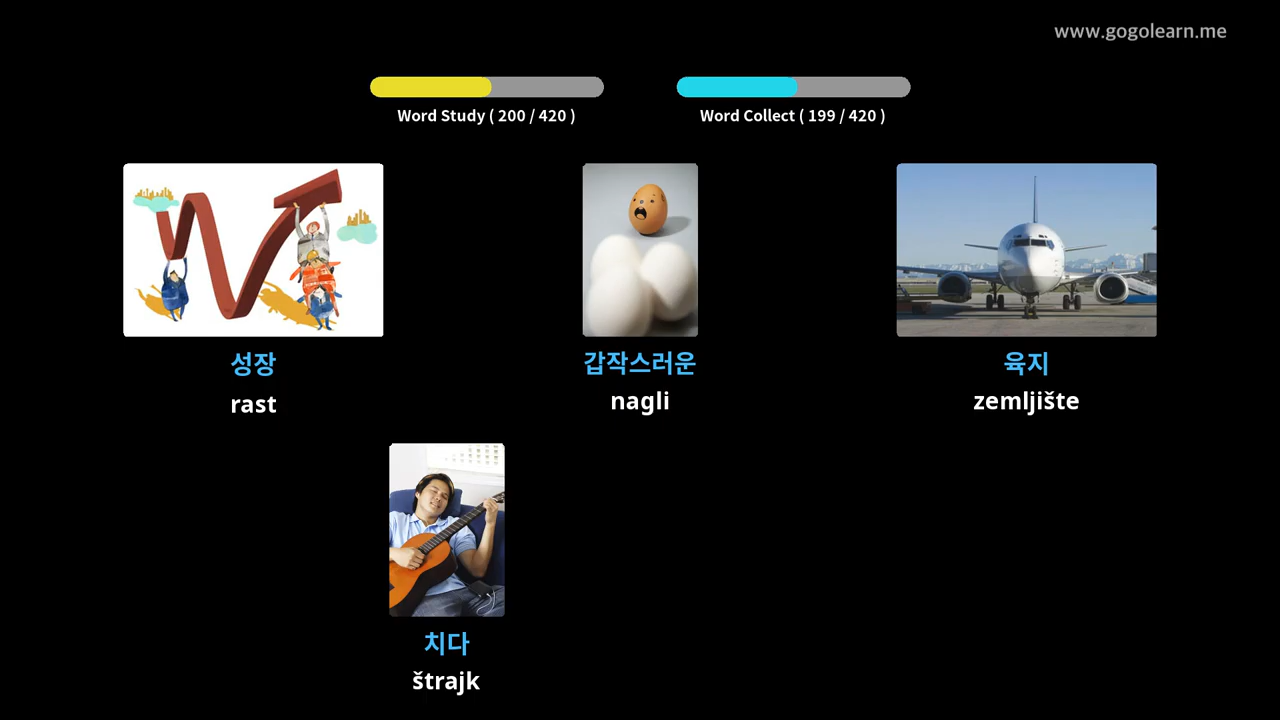 www.gogolearn.me
Word Study ( 200 / 420 )
Word Collect ( 199 / 420 )
성장
rast
갑작스러운
nagli
육지
zemljište
치다
štrajk